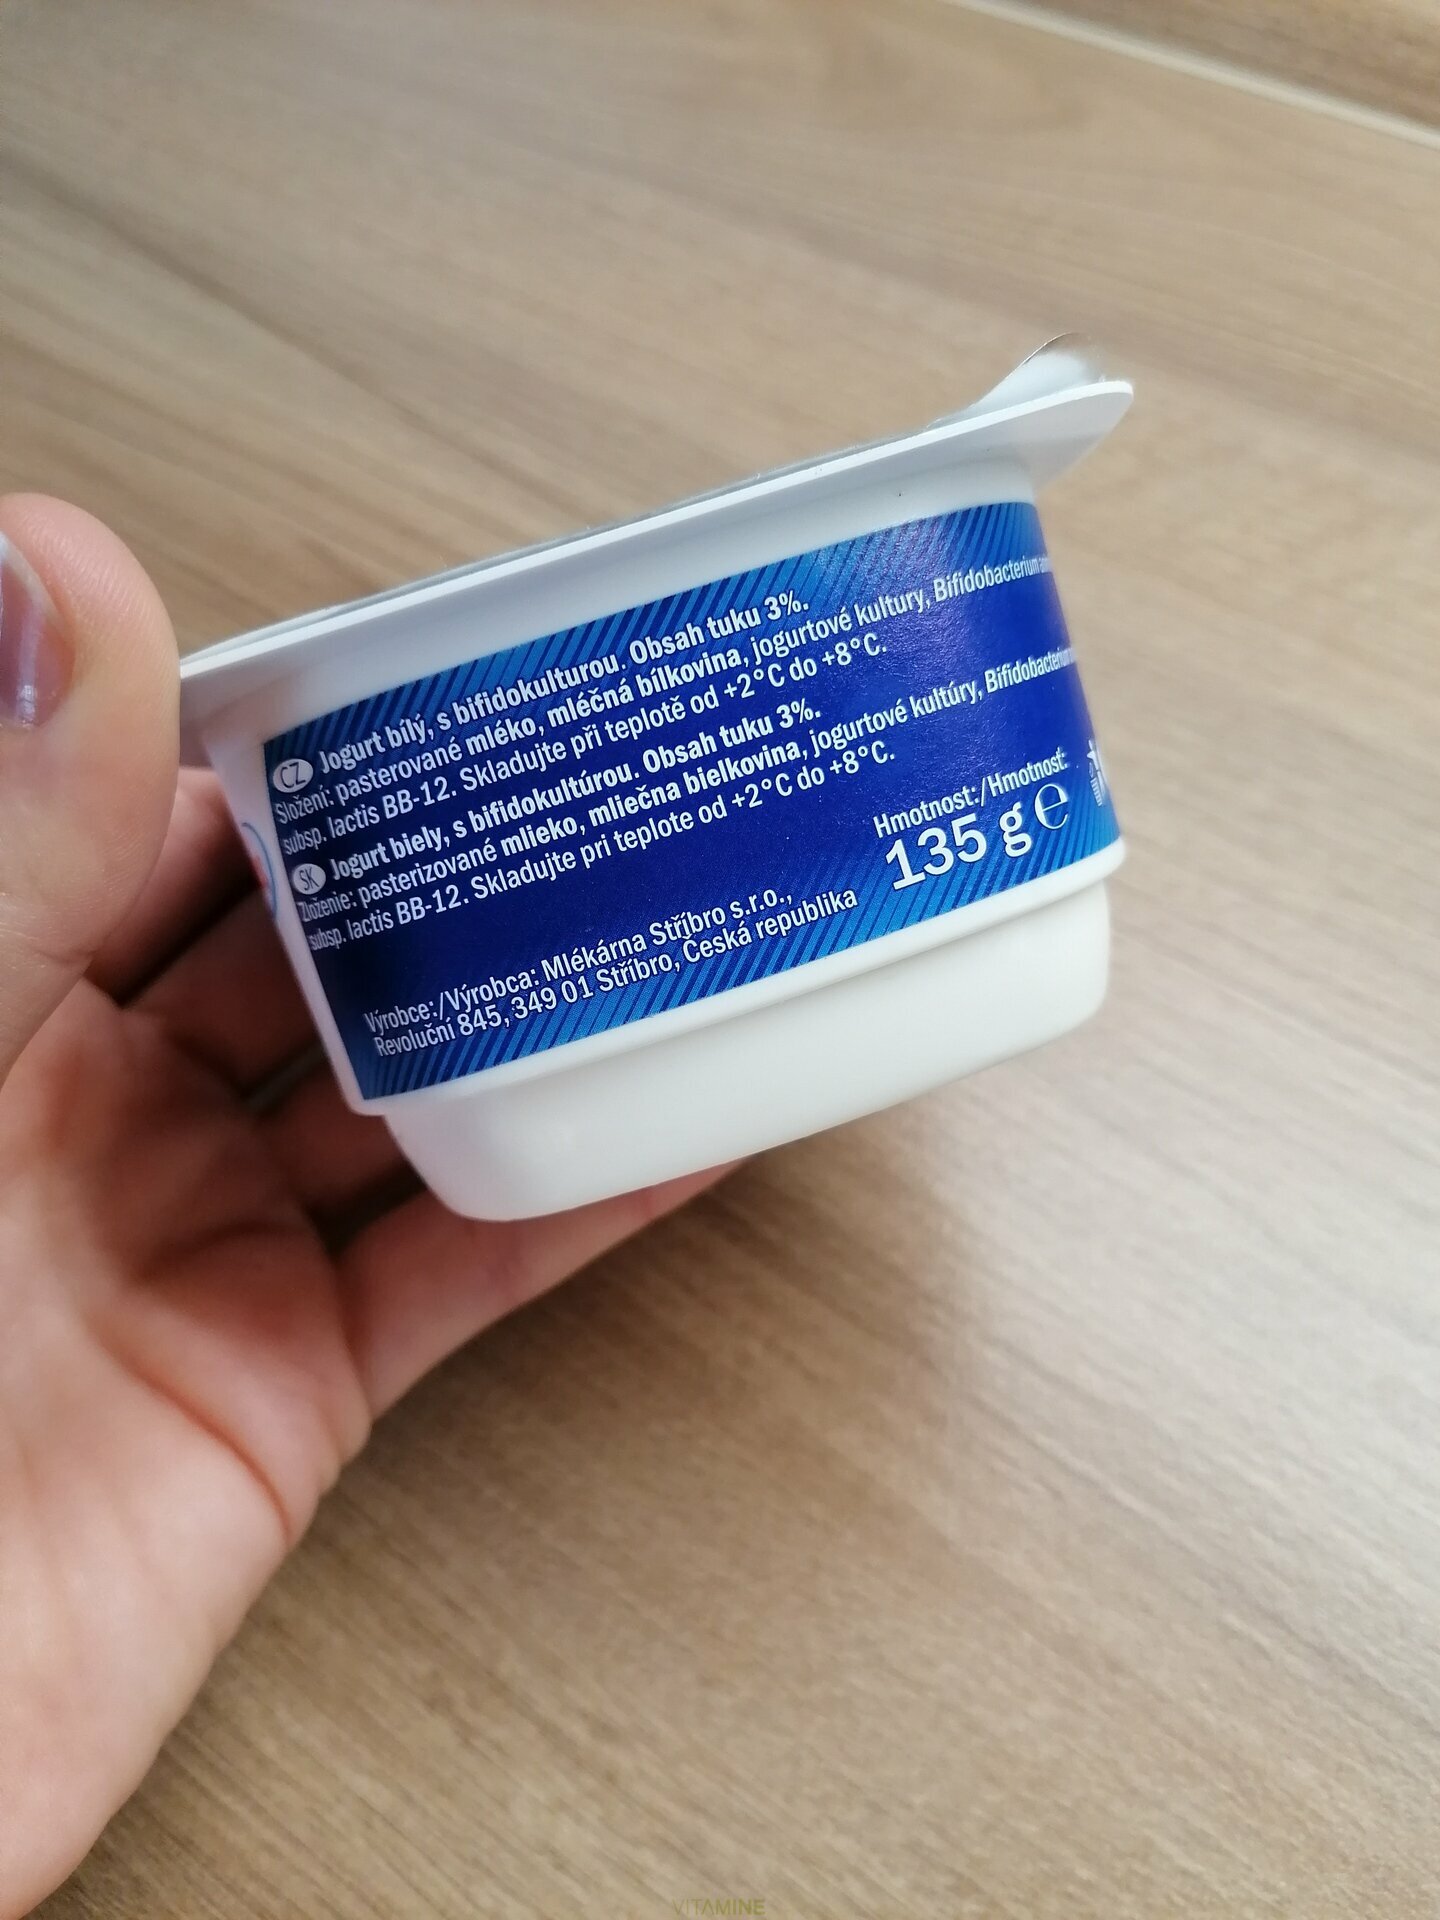 CZ Jogurt bílý, s bifidokulturou. Obsah tuku 3%.
Složení: pasterované mléko, mléčná bílkovina, jogurtové kultury, Bifidobacterium
subsp. lactis BB-12. Skladujte při teplotě od +2°C do +8°C.
SK Jogurt biely, s bifidokultúrou. Obsah tuku 3%.
Zloženie: pasterizované mlieko, mliečna bielkovina, jogurtové kultúry, Bifidobacterium
subsp. lactis BB-12. Skladujte pri teplote od +2°C do +8°C.
Hmotnost:/Hmotnosť:
135 g e
Výrobce:/Výrobca: Mlékárna Stříbro s.r.o.,
Revoluční 845, 349 01 Stříbro, Česká republika
VITAMINE